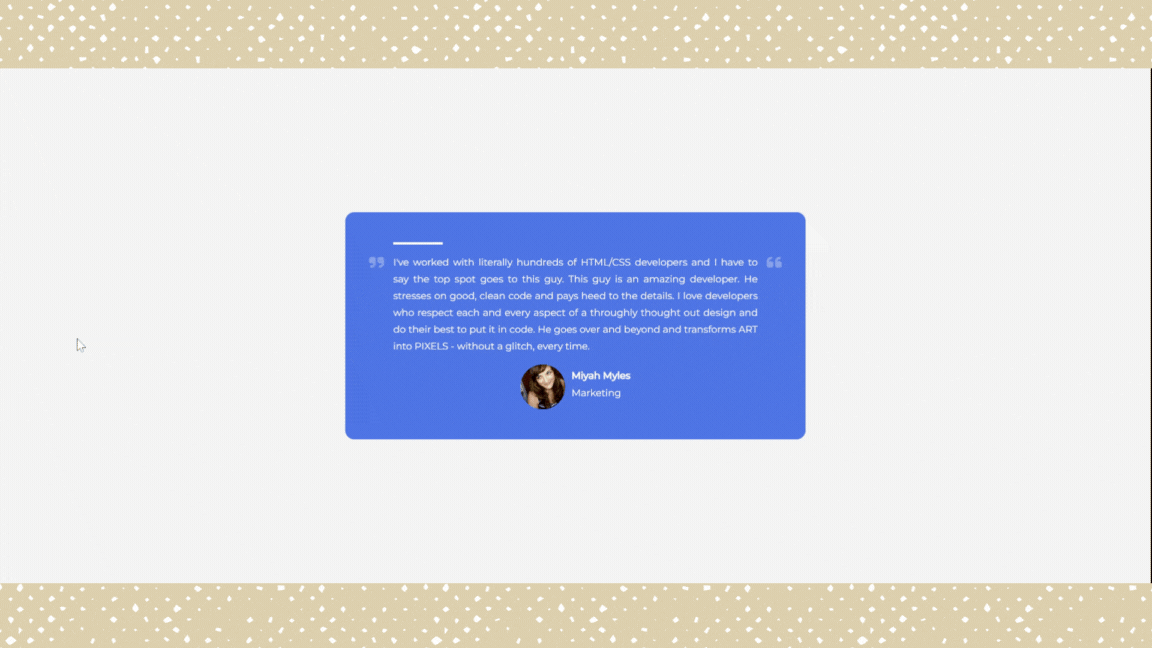 I've worked with literally hundreds of HTML/CSS developers and I have to
say the top spot goes to this guy. This guy is an amazing developer. He
stresses on good, clean code and pays heed to the details. I love developers
who respect each and every aspect of a throughly thought out design and
do their best to put it in code. He goes over and beyond and transforms ART
into PIXELS - without a glitch, every time.
Miyah Myles
Marketing